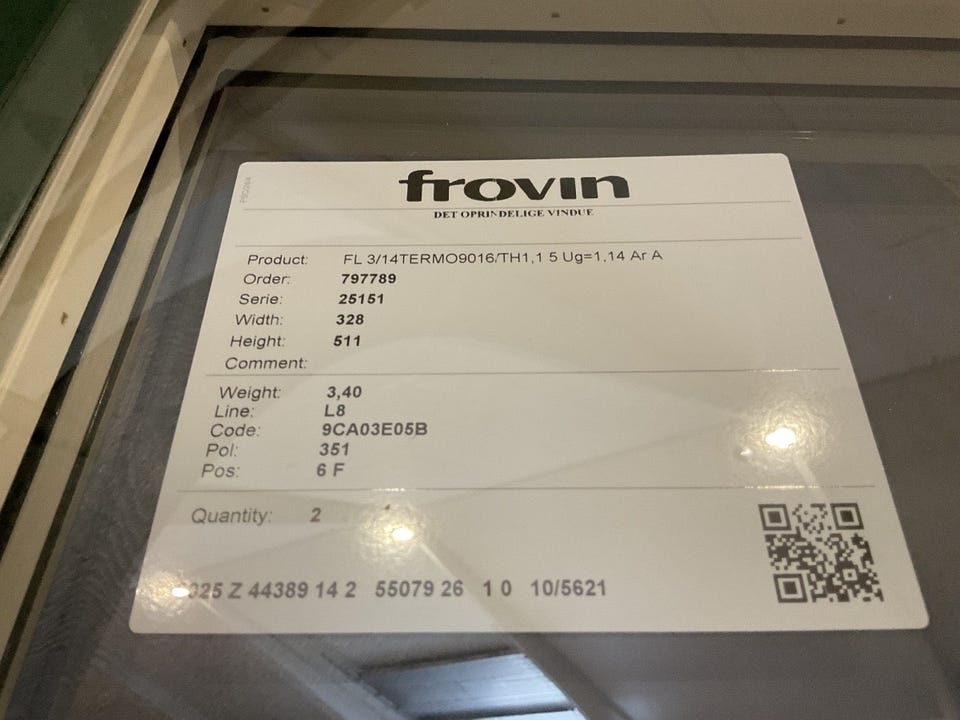 frovin
DET OPRINDELIGE VINDUE
Product: FL 3/14TERMO9016/TH1,1 5 Ug=1,14 Ar A
Order: 797789
Serie: 25151
Width: 328
Height: 511
Comment:
Weight: 3,40
Line: L8
Code: 9CA03E05B
Pol: 351
Pos: 6 F
Quantity: 2
Z 44389 14 2 55079 26 1 0 10/5621